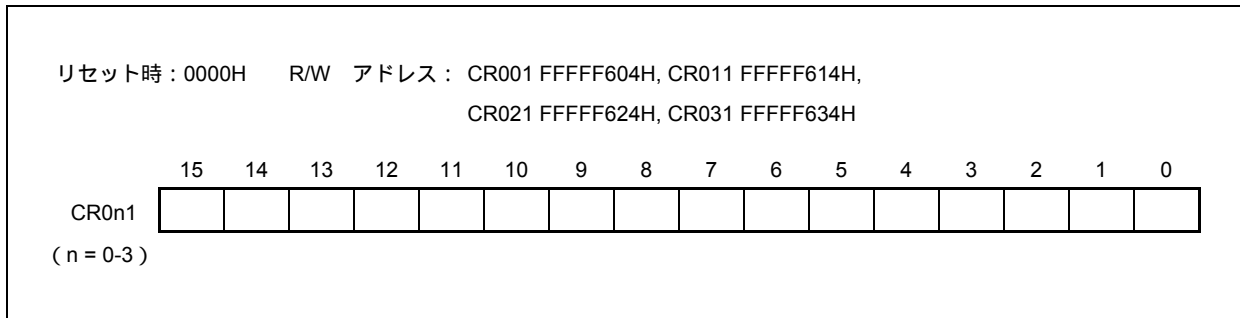 リセット時：0000H R/W アドレス： CR001 FFFFF604H, CR011 FFFFF614H,
CR021 FFFFF624H, CR031 FFFFF634H
15 14 13 12 11 10 9 8 7 6 5 4 3 2 1 0
CR0n1
（n = 0-3）